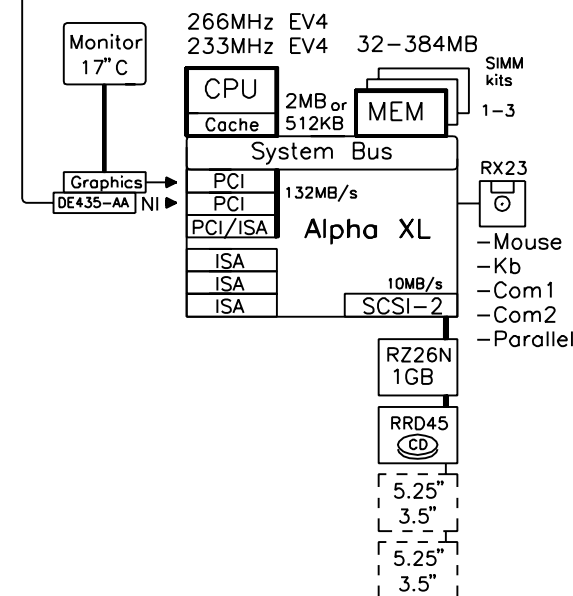 266MHz EV4
233MHz EV4
32-384MB
Monitor
17"C
SIMM
kits
1-3
CPU
Cache
2MB or
512KB
MEM
System Bus
Graphics
DE435-AA
NI
PCI
PCI
PCI/ISA
132MB/s
Alpha XL
ISA
ISA
ISA
10MB/s
SCSI-2
RX23
-Mouse
-Kb
-Com1
-Com2
-Parallel
RZ26N
1GB
RRD45
CD
5.25"
3.5"
5.25"
3.5"